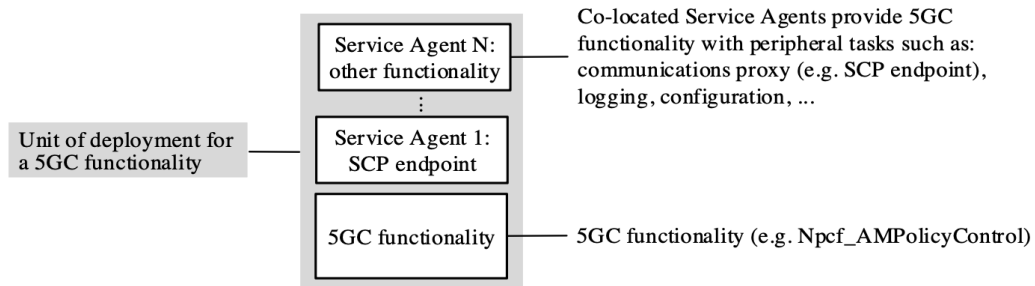 Service Agent N:
other functionality
Co-located Service Agents provide 5GC
functionality with peripheral tasks such as:
communications proxy (e.g. SCP endpoint),
logging, configuration, ...
Unit of deployment for
a 5GC functionality
Service Agent 1:
SCP endpoint
5GC functionality
5GC functionality (e.g. Npcf_AMPolicyControl)